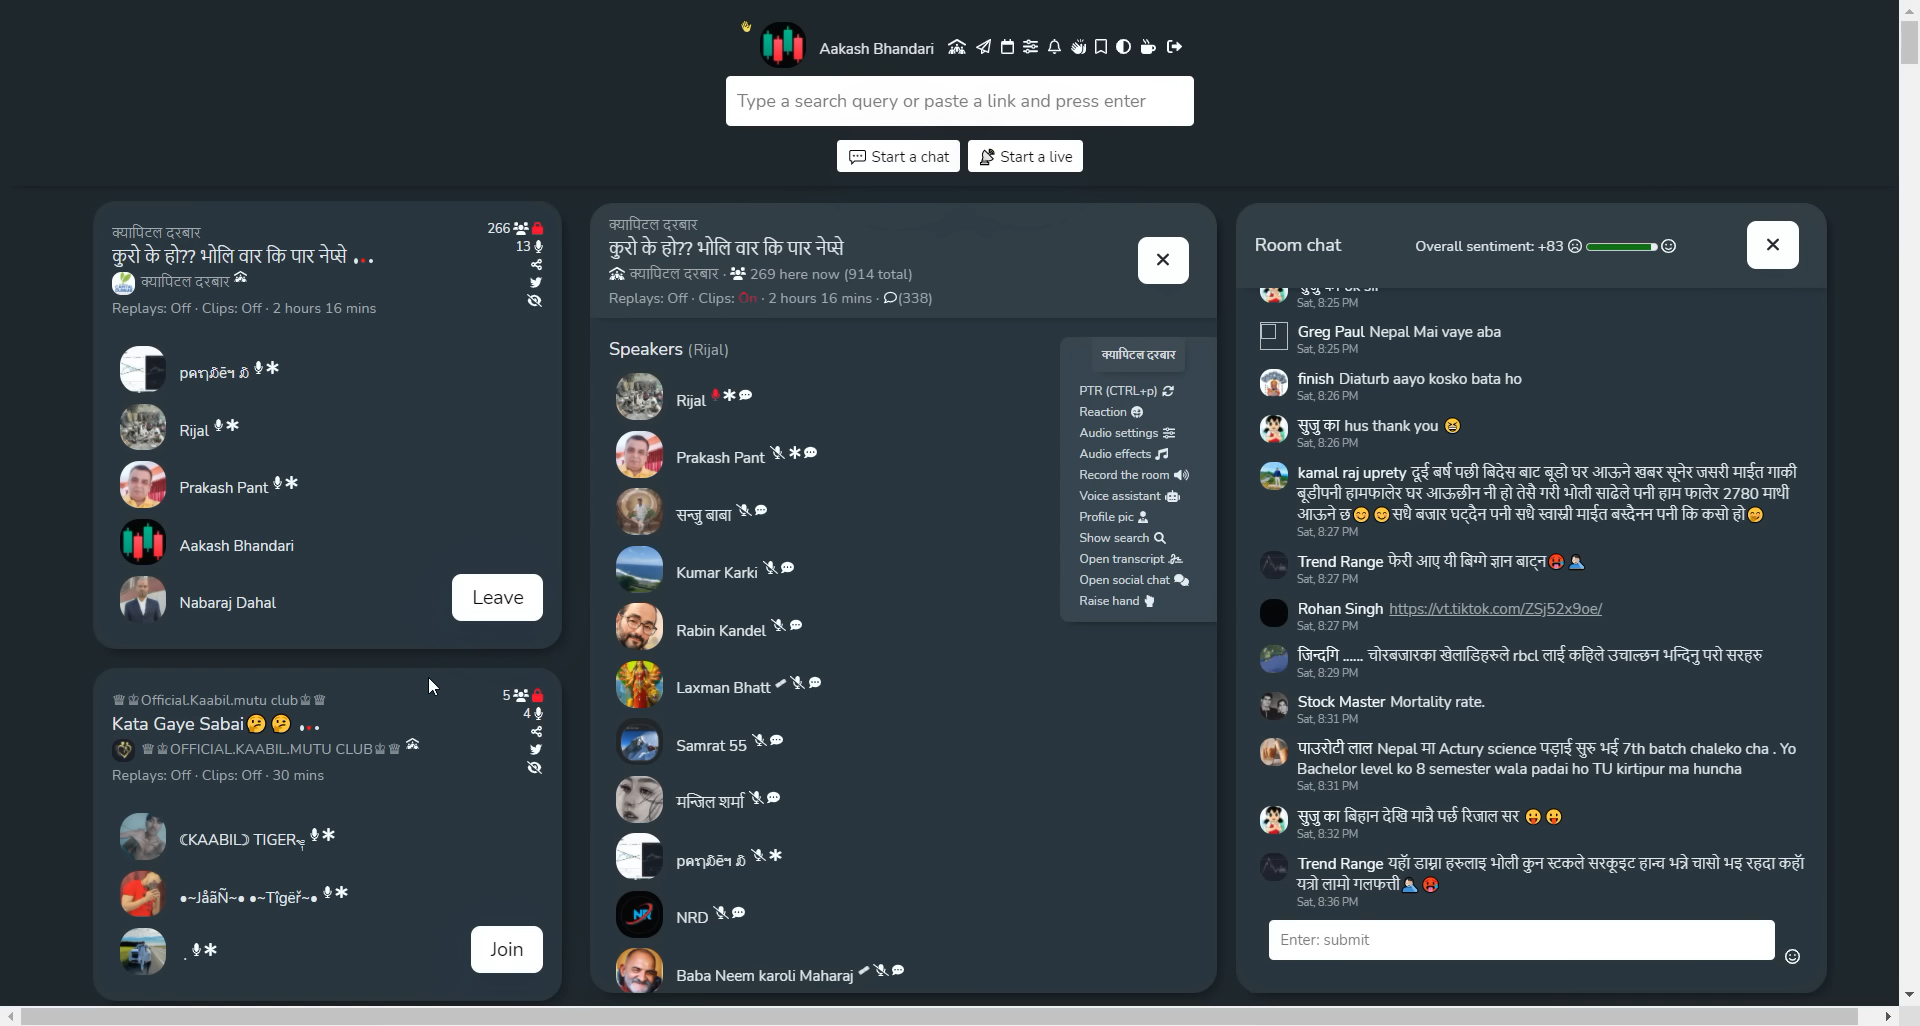 Aakash Bhandari
Type a search query or paste a link and press enter
Start a chat
Start a live
क्यापिटल दरबार
266
कुरो के हो?? भोलि वार कि पार नेप्से ...
13
क्यापिटल दरबार
Replays: Off · Clips: Off · 2 hours 16 mins
Rijal
Prakash Pant
Aakash Bhandari
Nabaraj Dahal
Leave
♕♔Official.Kaabil.mutu club♔♕
5
Kata Gaye Sabai🤔🤔 ...
4
♕♔OFFICIAL.KAABIL.MUTU CLUB♔♕
Replays: Off · Clips: Off · 30 mins
☾KAABIL☽ TIGER
●~JåãÑ~● ●~Tîgëř~●
.
Join
क्यापिटल दरबार
कुरो के हो?? भोलि वार कि पार नेप्से
क्यापिटल दरबार · 269 here now (914 total)
Replays: Off · Clips: On · 2 hours 16 mins · (338)
Speakers (Rijal)
Rijal
Prakash Pant
सन्जु बाबा
Kumar Karki
Rabin Kandel
Laxman Bhatt
Samrat 55
मन्जिल शर्मा
NRD
Baba Neem karoli Maharaj
क्यापिटल दरबार
PTR (CTRL+p)
Reaction
Audio settings
Audio effects
Record the room
Voice assistant
Profile pic
Show search
Open transcript
Open social chat
Raise hand
Room chat
Overall sentiment: +83
Sat, 8:25 PM
Greg Paul Nepal Mai vaye aba
Sat, 8:25 PM
finish Diaturb aayo kosko bata ho
Sat, 8:26 PM
सुजु का hus thank you 😆
Sat, 8:26 PM
kamal raj uprety दूई बर्ष पछी बिदेस बाट बूडो घर आऊने खबर सूनेर जसरी माईत गाकी
बूडीपनी हामफालेर घर आऊछीन नी हो तेसै गरी भोली साढेले पनी हाम फालेर 2780 माथी
आऊने छ😊 😊सधै बजार घट्दैन पनी सधै स्वास्नी माईत बस्दैनन पनी कि कसो हो🤭
Sat, 8:27 PM
Trend Range फेरी आए यी बिग्गे ज्ञान बाट्न🥵 🤦🏻‍♂️
Sat, 8:27 PM
Rohan Singh https://vt.tiktok.com/ZSj52x9oe/
Sat, 8:27 PM
जिन्दगि ...... चोरबजारका खेलाडिहरुले rbcl लाई कहिले उचाल्छन भन्दिनु परो सरहरु
Sat, 8:29 PM
Stock Master Mortality rate.
Sat, 8:31 PM
पाउरोटी लाल Nepal मा Actury science पड़ाई सुरु भई 7th batch chaleko cha . Yo
Bachelor level ko 8 semester wala padai ho TU kirtipur ma huncha
Sat, 8:31 PM
सुजु का बिहान देखि मान्नै पर्छ रिजाल सर 😛 😛
Sat, 8:32 PM
Trend Range यहाँ डाम्ना हरुलाइ भोली कुन स्टकले सरकूइट हान्व भन्ने चासो भइ रहदा कहाॅ
यत्रो लामो गलफत्ती🤦🏻‍♂️ 🥵
Sat, 8:36 PM
Enter: submit